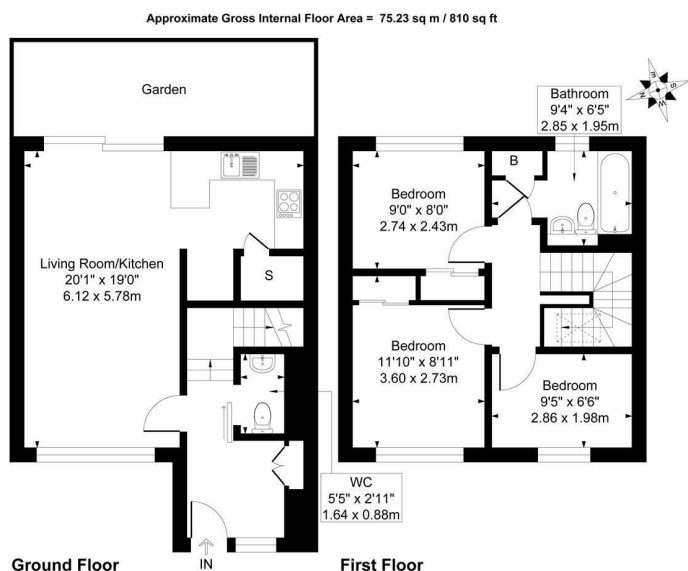 Approximate Gross Internal Floor Area = 75.23 sq m / 810 sq ft
Garden
Living Room/Kitchen
20'1" x 19'0"
6.12 x 5.78m
S
WC
5'5" x 2'11"
1.64 x 0.88m
IN
Ground Floor
Bathroom
9'4" x 6'5"
2.85 x 1.95m
N
E
S
W
B
Bedroom
9'0" x 8'0"
2.74 x 2.43m
Bedroom
11'10" x 8'11"
3.60 x 2.73m
Bedroom
9'5" x 6'6"
2.86 x 1.98m
First Floor